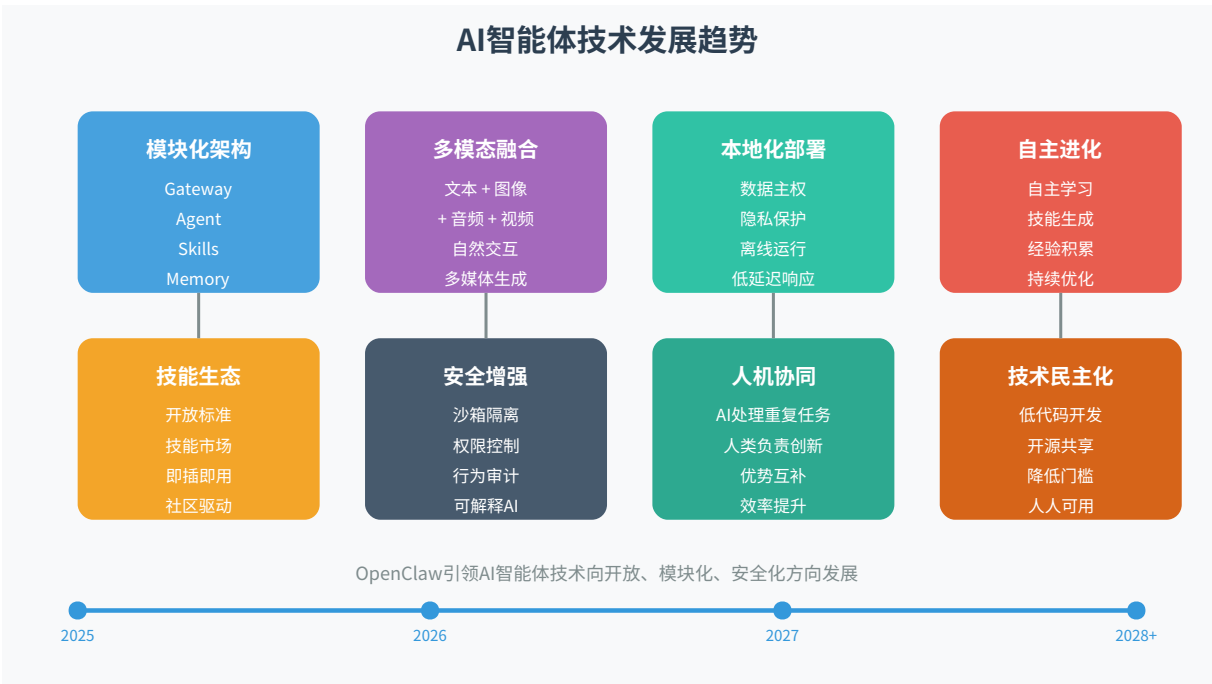 AI智能体技术发展趋势
模块化架构
Gateway
Agent
Skills
Memory
多模态融合
文本 + 图像
+ 音频 + 视频
自然交互
多媒体生成
本地化部署
数据主权
隐私保护
离线运行
低延迟响应
自主进化
自主学习
技能生成
经验积累
持续优化
技能生态
开放标准
技能市场
即插即用
社区驱动
安全增强
沙箱隔离
权限控制
行为审计
可解释AI
人机协同
AI处理重复任务
人类负责创新
优势互补
效率提升
技术民主化
低代码开发
开源共享
降低门槛
人人可用
OpenClaw引领AI智能体技术向开放、模块化、安全化方向发展
2025
2026
2027
2028+